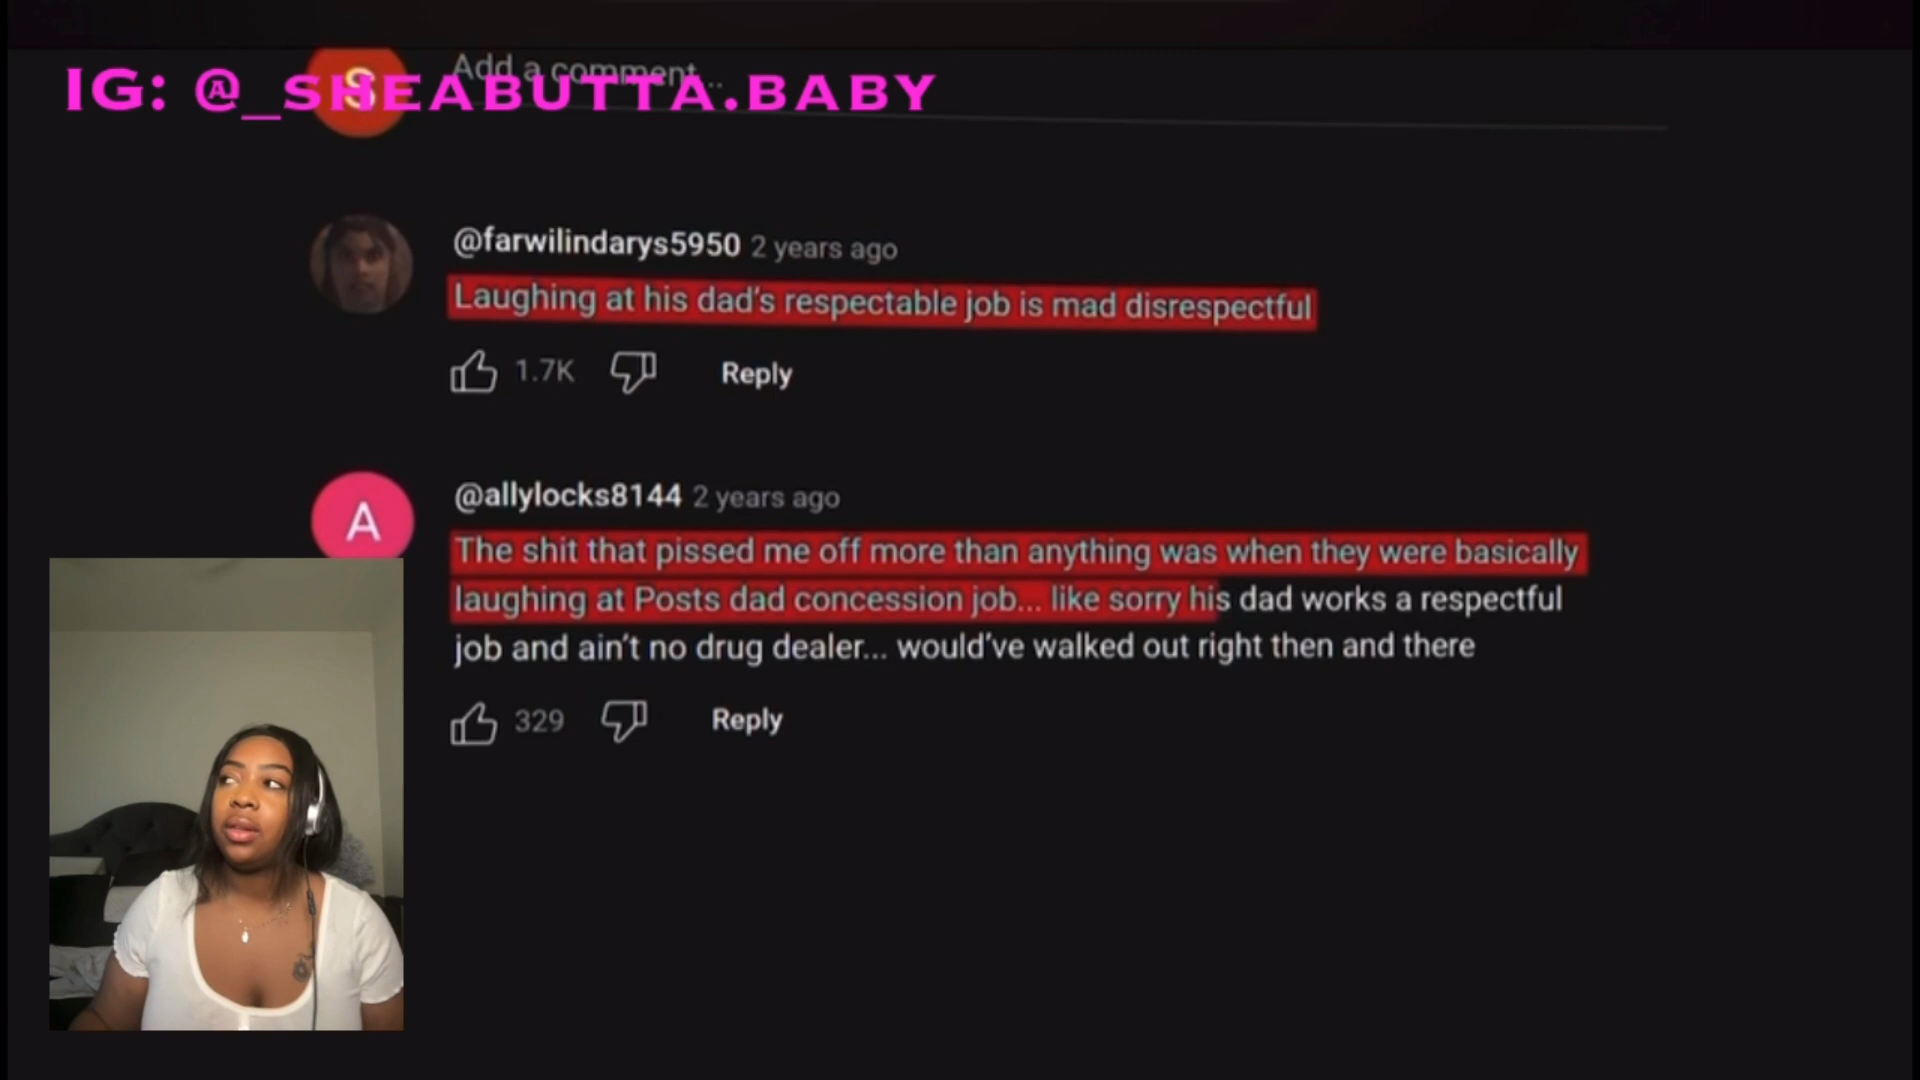 Add a comment...
IG: @_SHEABUTTA.BABY
S
@farwilindarys5950 2 years ago
Laughing at his dad's respectable job is mad disrespectful
1.7K Reply
A
@allylocks8144 2 years ago
The shit that pissed me off more than anything was when they were basically
laughing at Posts dad concession job... like sorry his dad works a respectful
job and ain't no drug dealer... would've walked out right then and there
329 Reply